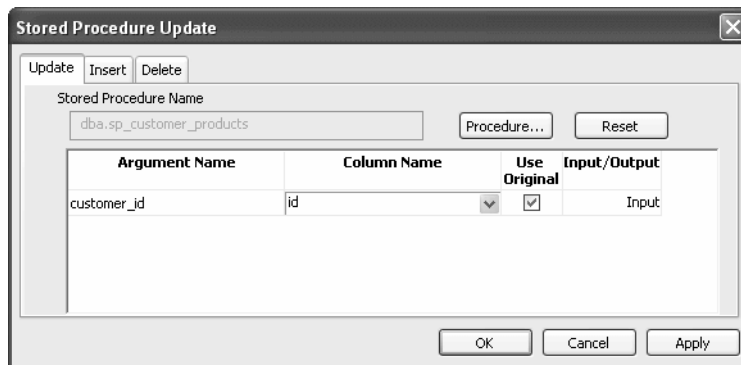 Stored Procedure Update
Update Insert Delete
Stored Procedure Name
dba.sp_customer_products Procedure... Reset
Argument Name Column Name Use Original Input/Output
customer_id id Input
OK Cancel Apply